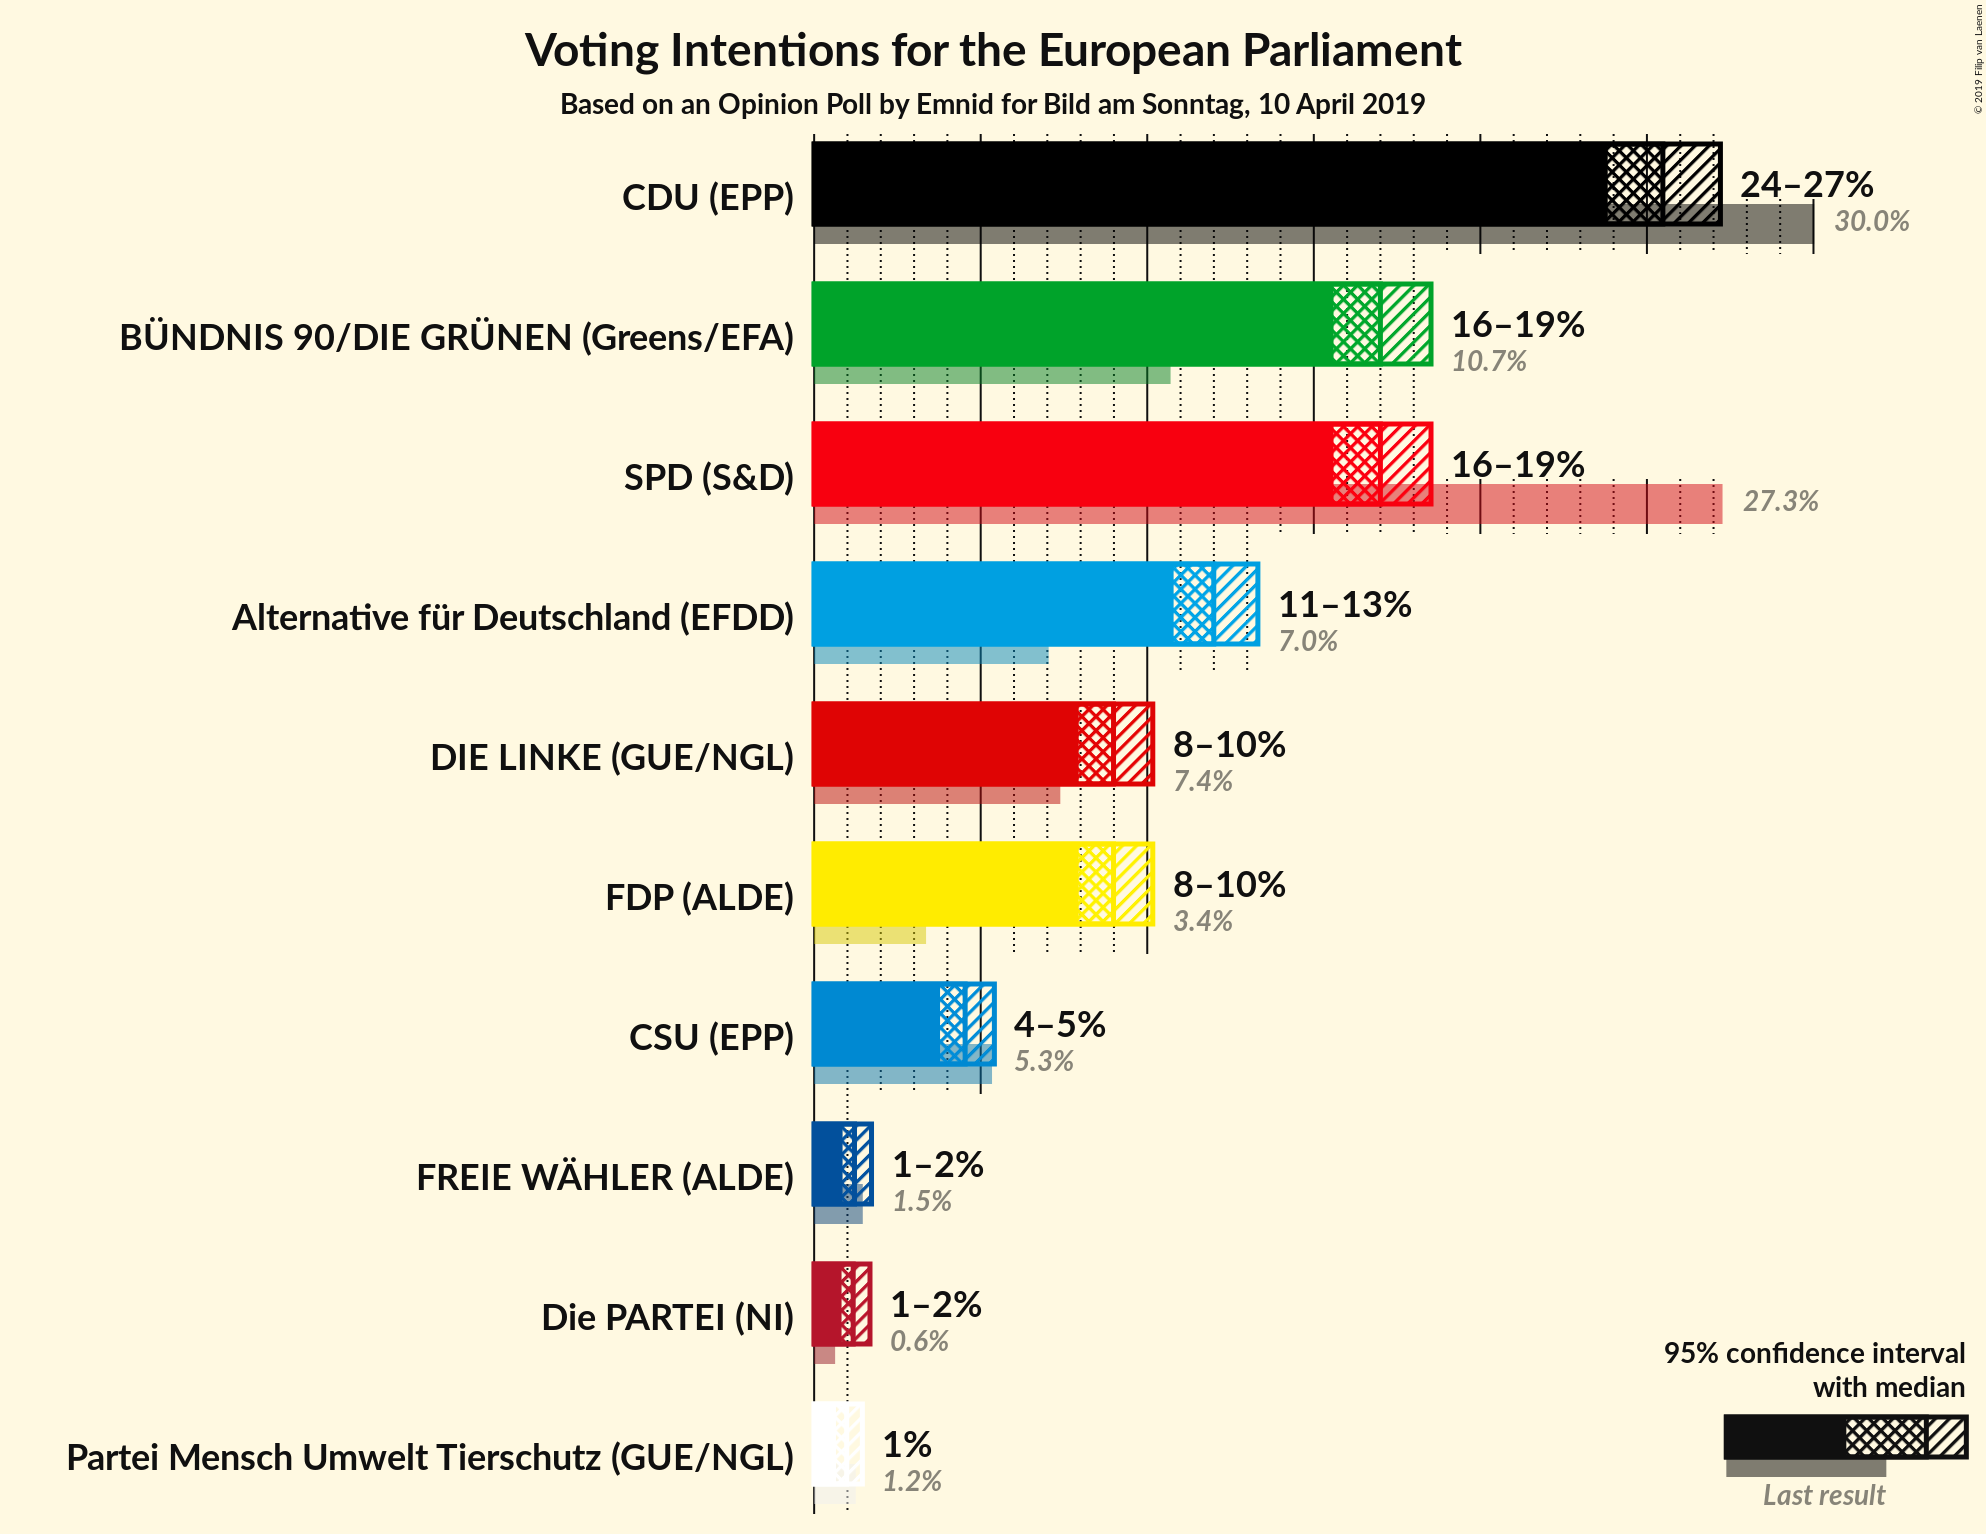 Voting Intentions for the European Parliament
Based on an Opinion Poll by Emnid for Bild am Sonntag, 10 April 2019
© 2019 Filip van Laenen
CDU (EPP)
24–27%
30.0%
BÜNDNIS 90/DIE GRÜNEN (Greens/EFA)
16–19%
10.7%
SPD (S&D)
16–19%
27.3%
Alternative für Deutschland (EFDD)
11–13%
7.0%
DIE LINKE (GUE/NGL)
8–10%
7.4%
FDP (ALDE)
8–10%
3.4%
CSU (EPP)
4–5%
5.3%
FREIE WÄHLER (ALDE)
1–2%
1.5%
Die PARTEI (NI)
1–2%
0.6%
Partei Mensch Umwelt Tierschutz (GUE/NGL)
1%
1.2%
95% confidence interval
with median
Last result